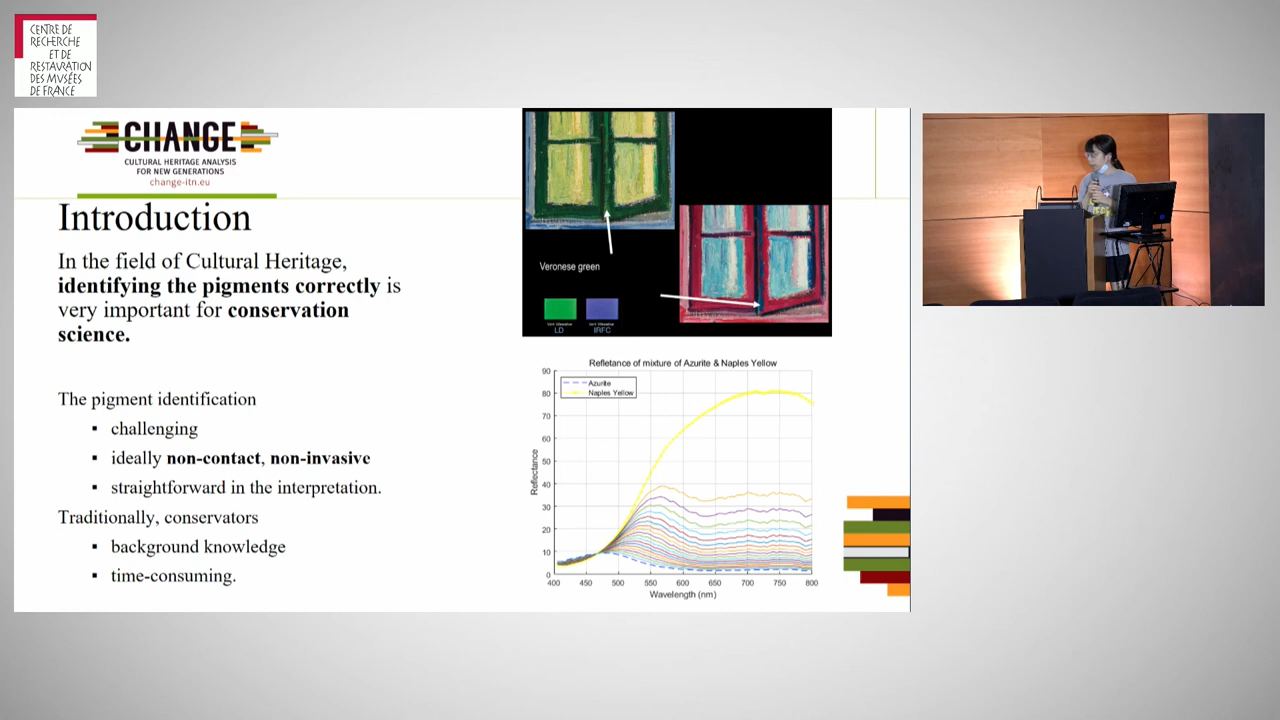 CENTRE DE
RECHERCHE
ET DE
RESTAURATION
DES MUSÉES
DE FRANCE
CHANGE
CULTURAL HERITAGE ANALYSIS
FOR NEW GENERATIONS
change-itn.eu
Introduction
In the field of Cultural Heritage,
identifying the pigments correctly is
very important for conservation
science.
The pigment identification
▪ challenging
▪ ideally non-contact, non-invasive
▪ straightforward in the interpretation.
Traditionally, conservators
▪ background knowledge
▪ time-consuming.
Veronese green
LD
IRFC
Refletance of mixture of Azurite & Naples Yellow
Azurite
Naples Yellow
Reflectance
90
80
70
60
50
40
30
20
10
0
400 450 500 550 600 650 700 750 800
Wavelength (nm)